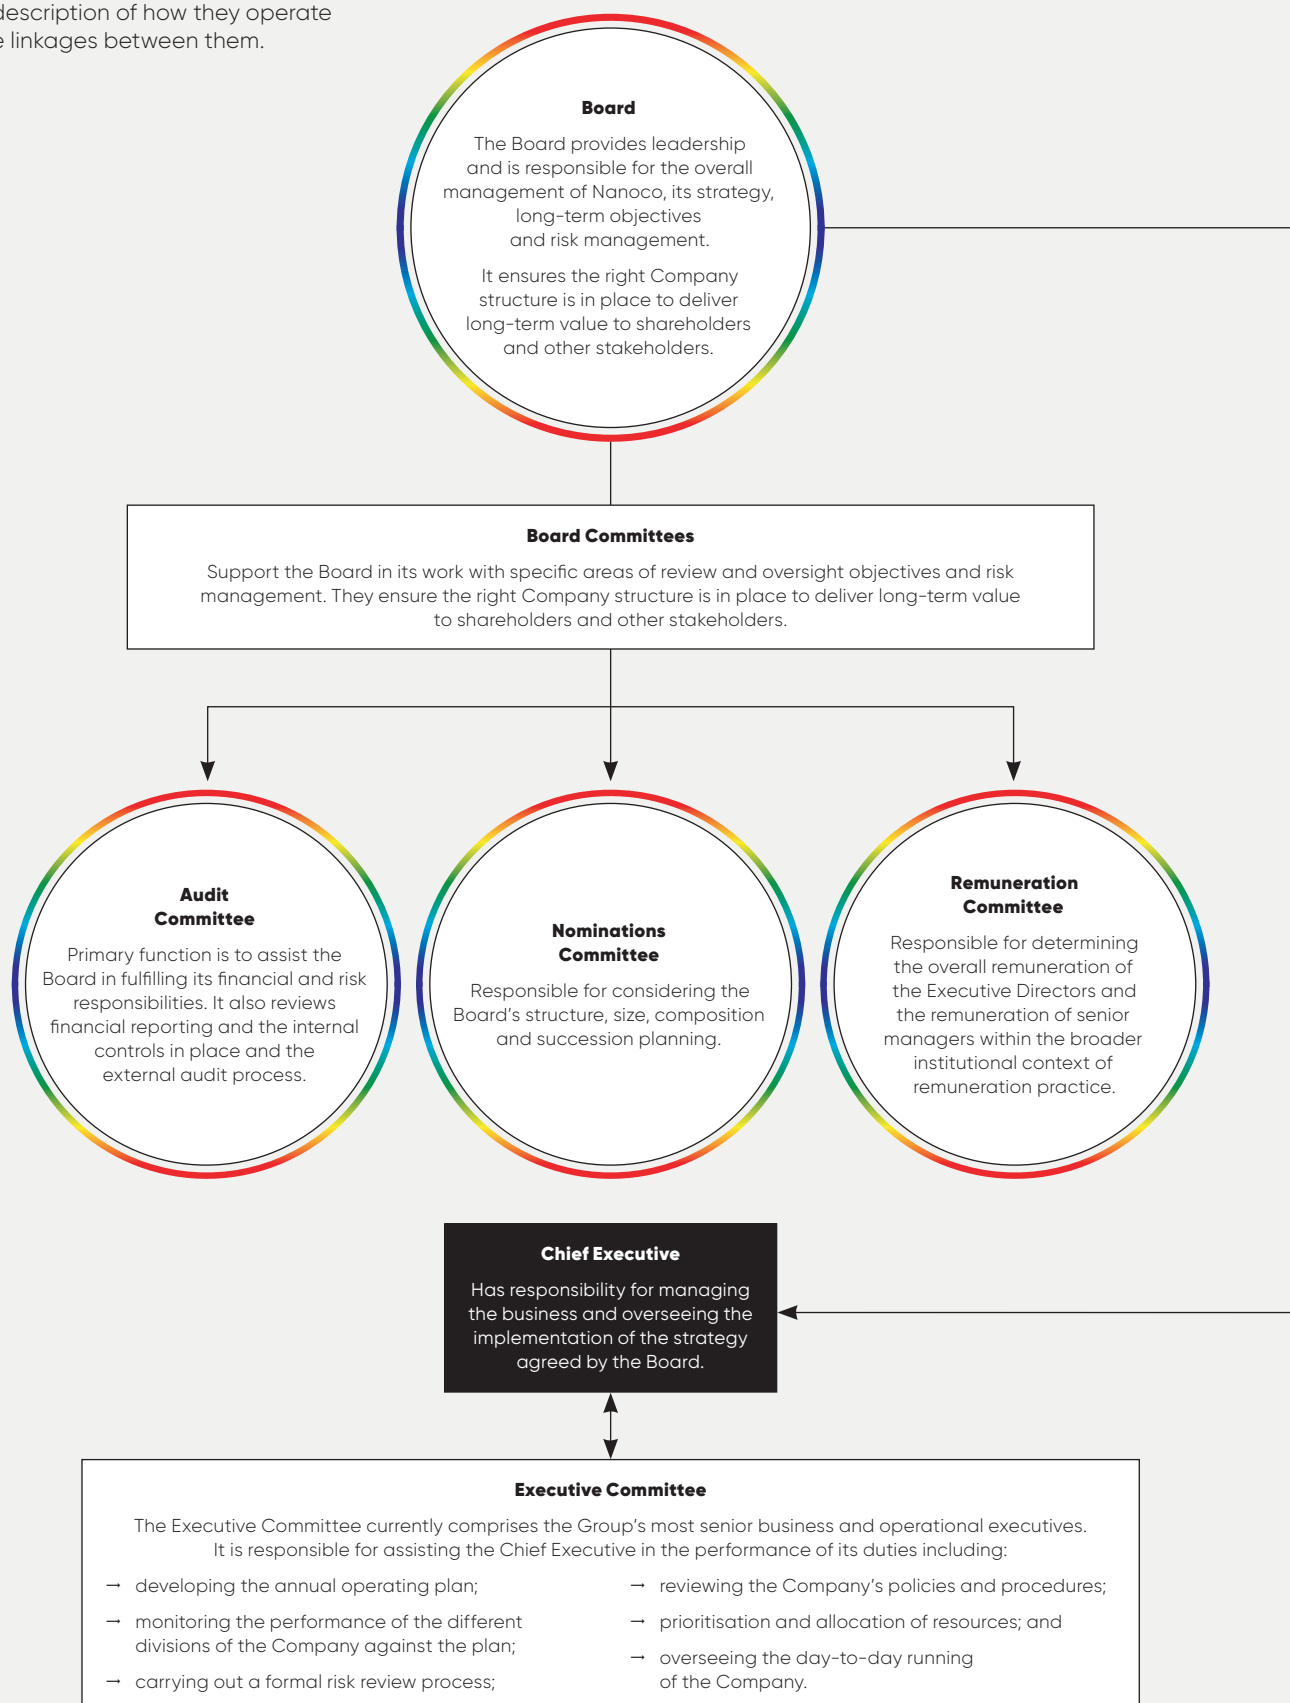 description of how they operate
linkages between them.
Board
The Board provides leadership
and is responsible for the overall
management of Nanoco, its strategy,
long-term objectives
and risk management.
It ensures the right Company
structure is in place to deliver
long-term value to shareholders
and other stakeholders.
Board Committees
Support the Board in its work with specific areas of review and oversight objectives and risk
management. They ensure the right Company structure is in place to deliver long-term value
to shareholders and other stakeholders.
Audit
Committee
Primary function is to assist the
Board in fulfilling its financial and risk
responsibilities. It also reviews
financial reporting and the internal
controls in place and the
external audit process.
Nominations
Committee
Responsible for considering the
Board's structure, size, composition
and succession planning.
Remuneration
Committee
Responsible for determining
the overall remuneration of
the Executive Directors and
the remuneration of senior
managers within the broader
institutional context of
remuneration practice.
Chief Executive
Has responsibility for managing
the business and overseeing the
implementation of the strategy
agreed by the Board.
Executive Committee
The Executive Committee currently comprises the Group's most senior business and operational executives.
It is responsible for assisting the Chief Executive in the performance of its duties including:
→ developing the annual operating plan;
→ monitoring the performance of the different
divisions of the Company against the plan;
→ carrying out a formal risk review process;
→ reviewing the Company's policies and procedures;
→ prioritisation and allocation of resources; and
→ overseeing the day-to-day running
of the Company.